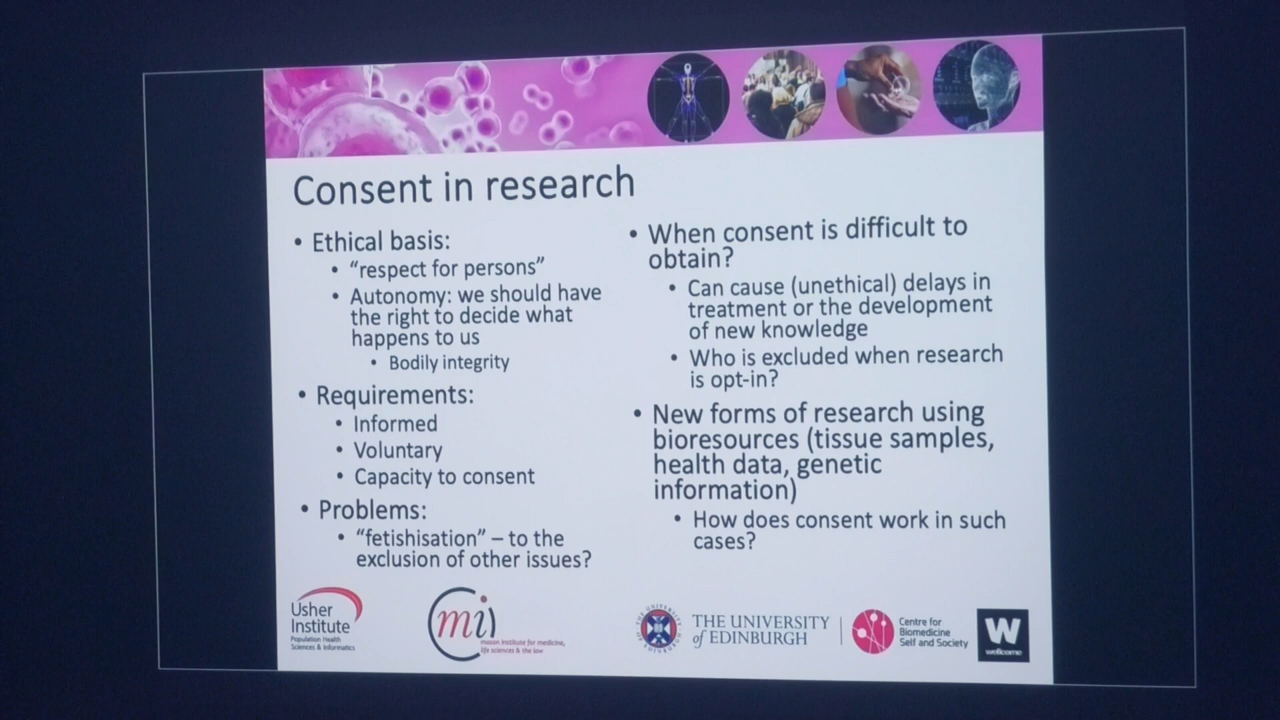 Consent in research
• Ethical basis:
• “respect for persons”
• Autonomy: we should have
the right to decide what
happens to us
• Bodily integrity
• Requirements:
• Informed
• Voluntary
• Capacity to consent
• Problems:
• “fetishisation” – to the
exclusion of other issues?
• When consent is difficult to
obtain?
• Can cause (unethical) delays in
treatment or the development
of new knowledge
• Who is excluded when research
is opt-in?
• New forms of research using
bioresources (tissue samples,
health data, genetic
information)
• How does consent work in such
cases?
Usher
Institute
Population Health
Sciences & Informatics
mi
mason institute for medicine,
life sciences & the law
THE UNIVERSITY
of EDINBURGH
Centre for
Biomedicine
Self and Society
W
wellcome